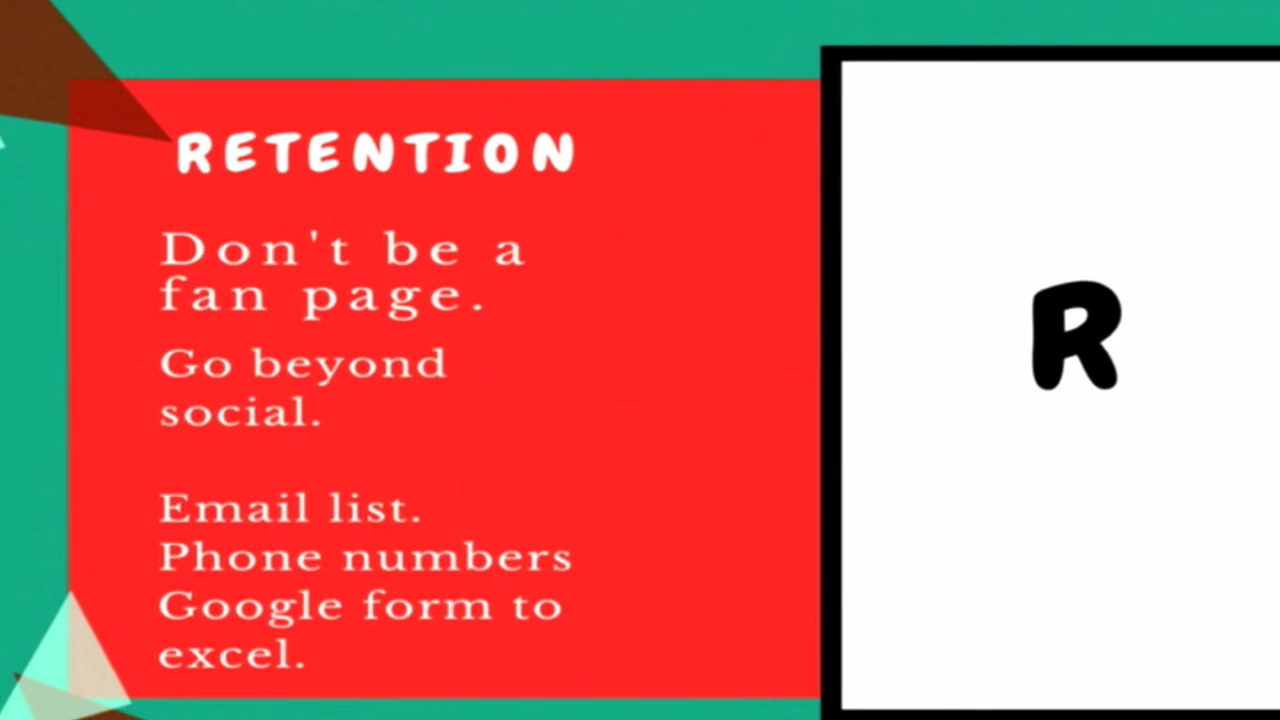 RETENTION
Don't be a
fan page.
Go beyond
social.
Email list.
Phone numbers
Google form to
excel.
R